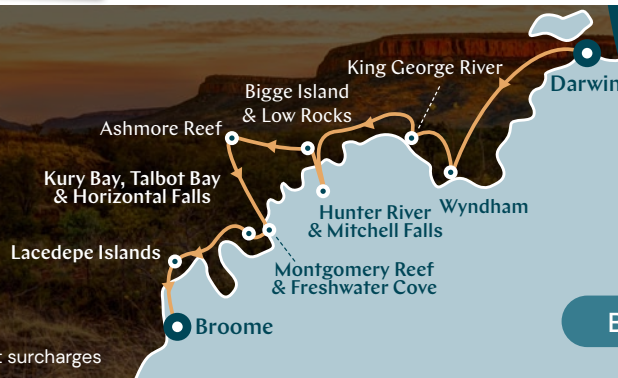 King George River
Darwin
Bigge Island
& Low Rocks
Ashmore Reef
Kury Bay, Talbot Bay
& Horizontal Falls
Hunter River
& Mitchell Falls
Wyndham
Lacedepe Islands
Montgomery Reef
& Freshwater Cove
Broome
surcharges